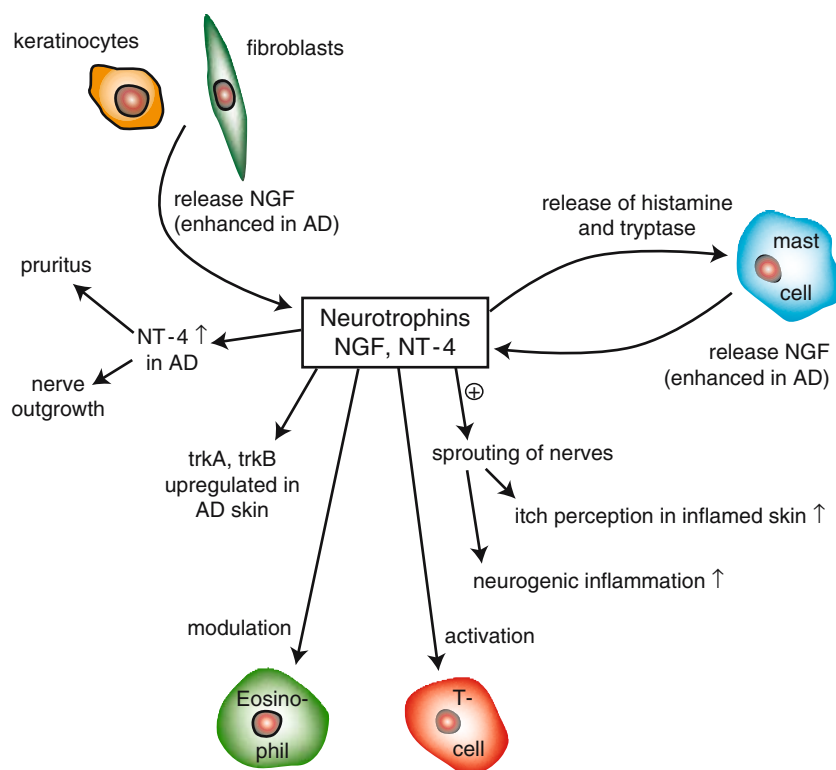 keratinocytes
fibroblasts
release NGF
(enhanced in AD)
release of histamine
and tryptase
mast
cell
release NGF
(enhanced in AD)
pruritus
NT-4 ↑
in AD
nerve
outgrowth
Neurotrophins
NGF, NT-4
+
trkA, trkB
upregulated in
AD skin
sprouting of nerves
itch perception in inflamed skin ↑
neurogenic inflammation ↑
modulation
activation
Eosino-
phil
T-
cell